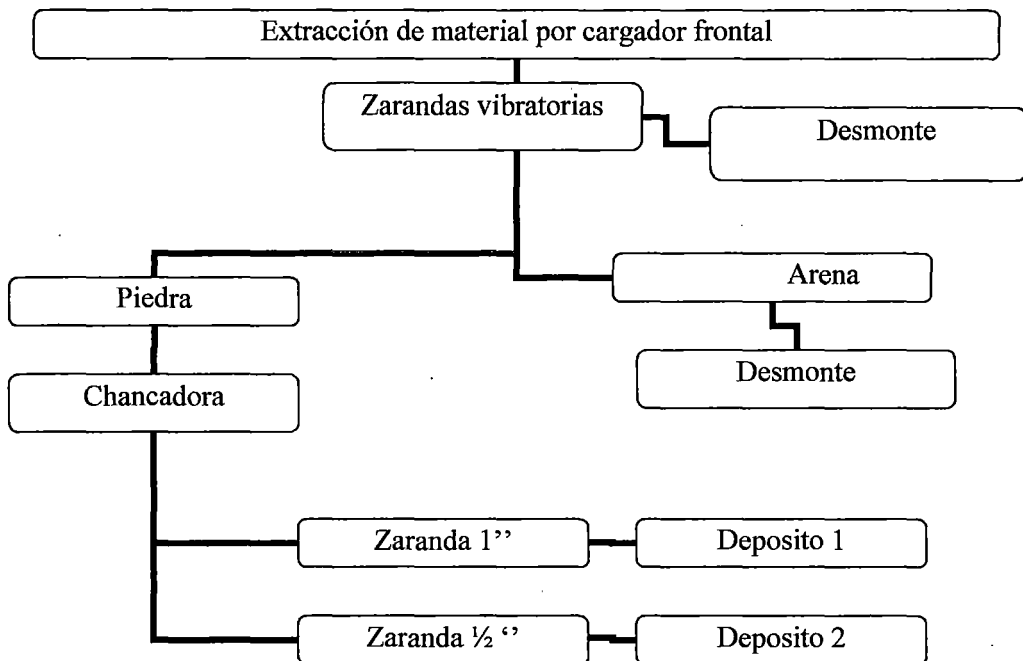 Extracción de material por cargador frontal
Zarandas vibratorias
Desmonte
Piedra
Arena
Desmonte
Chancadora
Zaranda 1’’
Deposito 1
Zaranda ½ ‘’
Deposito 2